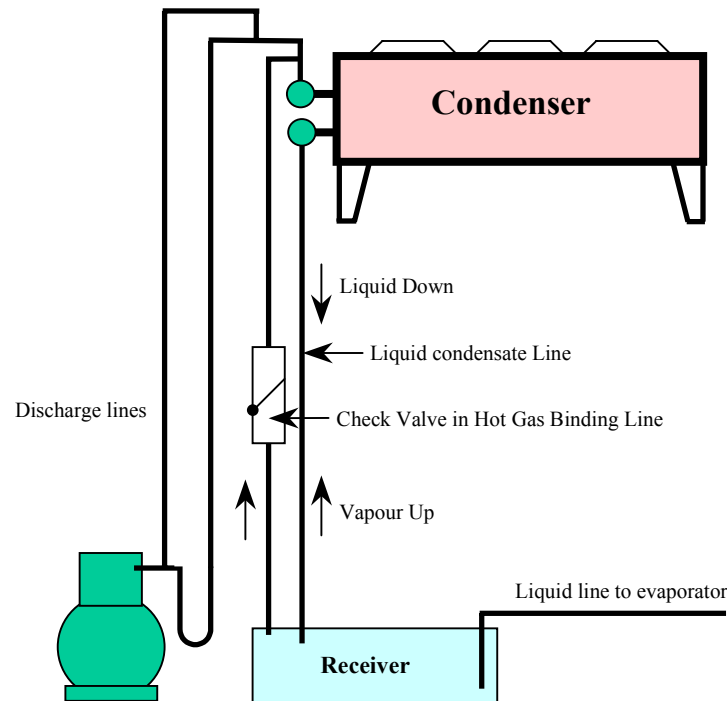 Condenser
Liquid Down
Liquid condensate Line
Discharge lines
Check Valve in Hot Gas Binding Line
Vapour Up
Liquid line to evaporator
Receiver